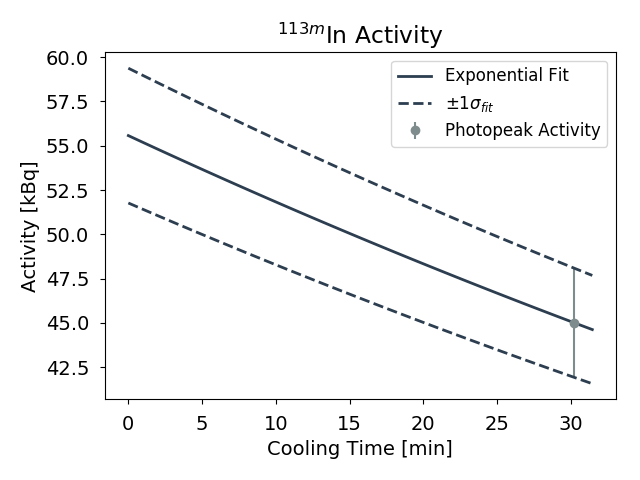 ¹¹³ᵐIn Activity
Exponential Fit
±1σ_fit
Photopeak Activity
Activity [kBq]
60.0
57.5
55.0
52.5
50.0
47.5
45.0
42.5
0 5 10 15 20 25 30
Cooling Time [min]